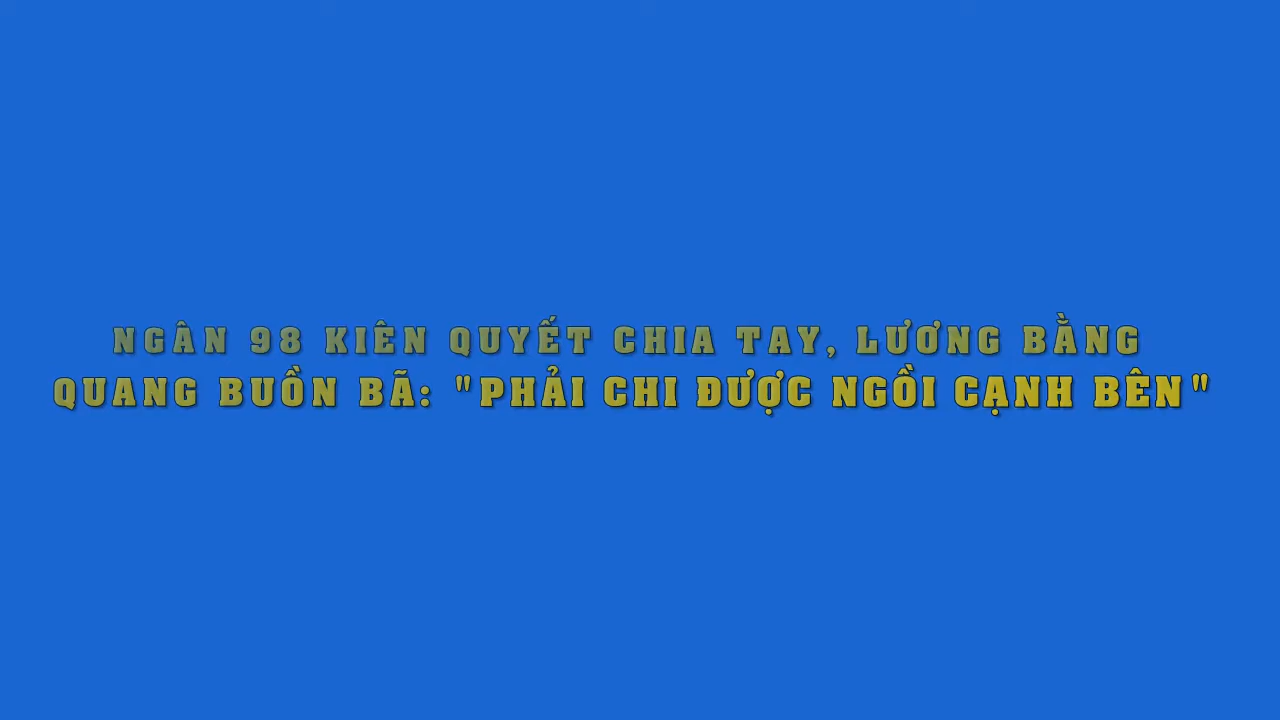 NGÂN 98 KIÊN QUYẾT CHIA TAY, LƯƠNG BẰNG
QUANG BUỒN BÃ: "PHẢI CHI ĐƯỢC NGỒI CẠNH BÊN"